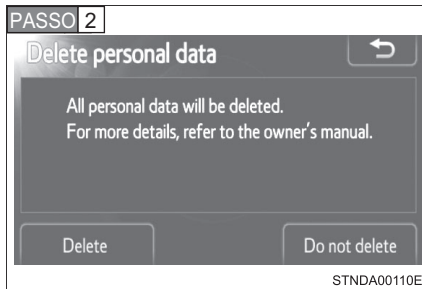 PASSO 2
Delete personal data
All personal data will be deleted.
For more details, refer to the owner's manual.
Delete
Do not delete
STNDA00110E